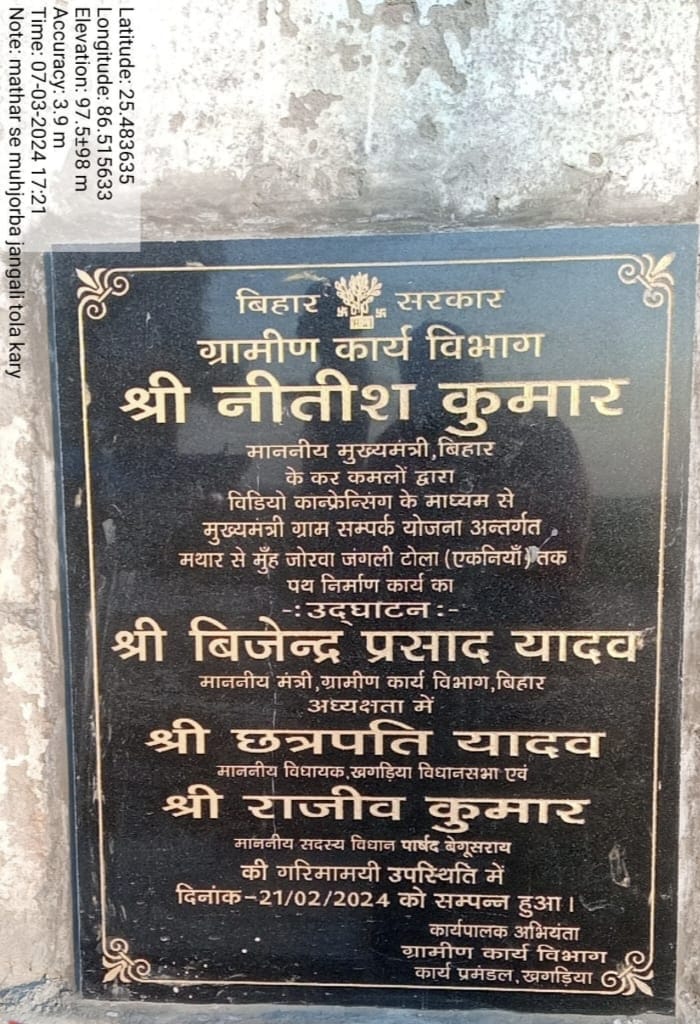 Latitude: 25.483635
Longitude: 86.515633
Elevation: 97.5±98 m
Accuracy: 3.9 m
Time: 07-03-2024 17:21
Note: mathar se muhjorba jangali tola kary
बिहार सरकार
ग्रामीण कार्य विभाग
श्री नीतीश कुमार
माननीय मुख्यमंत्री,बिहार
के कर कमलों द्वारा
विडियो कान्फ्रेन्सिंग के माध्यम से
मुख्यमंत्री ग्राम सम्पर्क योजना अन्तर्गत
मथार से मुँह जोरवा जंगली टोला (एकनियाँ) तक
पथ निर्माण कार्य का
-:उद्घाटन:-
श्री बिजेन्द्र प्रसाद यादव
माननीय मंत्री,ग्रामीण कार्य विभाग,बिहार
अध्यक्षता में
श्री छत्रपति यादव
माननीय विधायक,खगड़िया विधानसभा एवं
श्री राजीव कुमार
माननीय सदस्य विधान पार्षद बेगूसराय
की गरिमामयी उपस्थिति में
दिनांक-21/02/2024 को सम्पन्न हुआ।
कार्यपालक अभियंता
ग्रामीण कार्य विभाग
कार्य प्रमंडल,खगड़िया